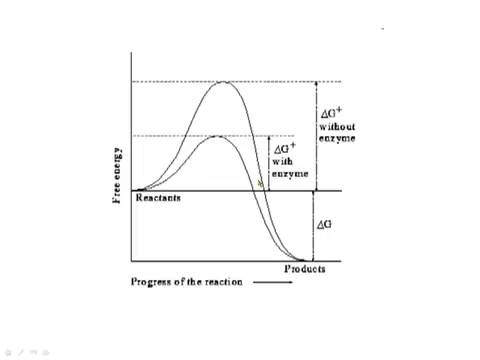 ΔG⁺
without
enzyme
ΔG⁺
with
enzyme
Free energy
Reactants
ΔG
Products
Progress of the reaction